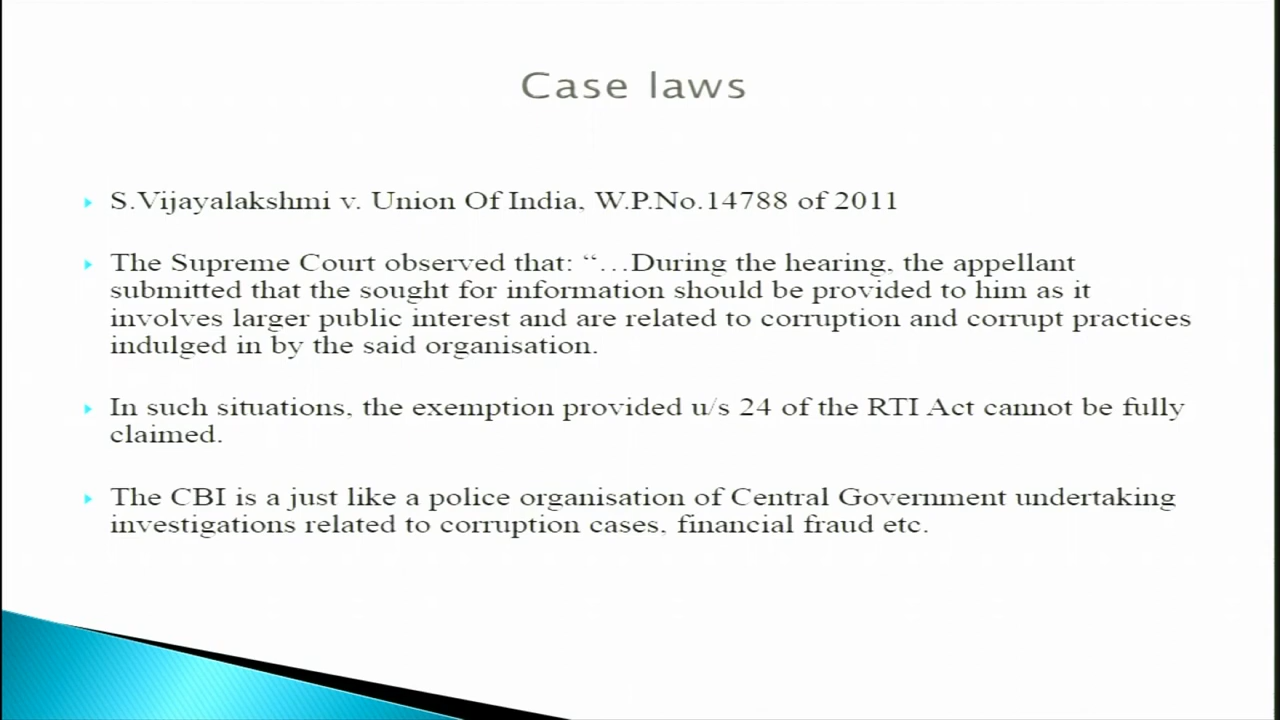 Case laws
S.Vijayalakshmi v. Union Of India, W.P.No.14788 of 2011
The Supreme Court observed that: “…During the hearing, the appellant
submitted that the sought for information should be provided to him as it
involves larger public interest and are related to corruption and corrupt practices
indulged in by the said organisation.
In such situations, the exemption provided u/s 24 of the RTI Act cannot be fully
claimed.
The CBI is a just like a police organisation of Central Government undertaking
investigations related to corruption cases, financial fraud etc.